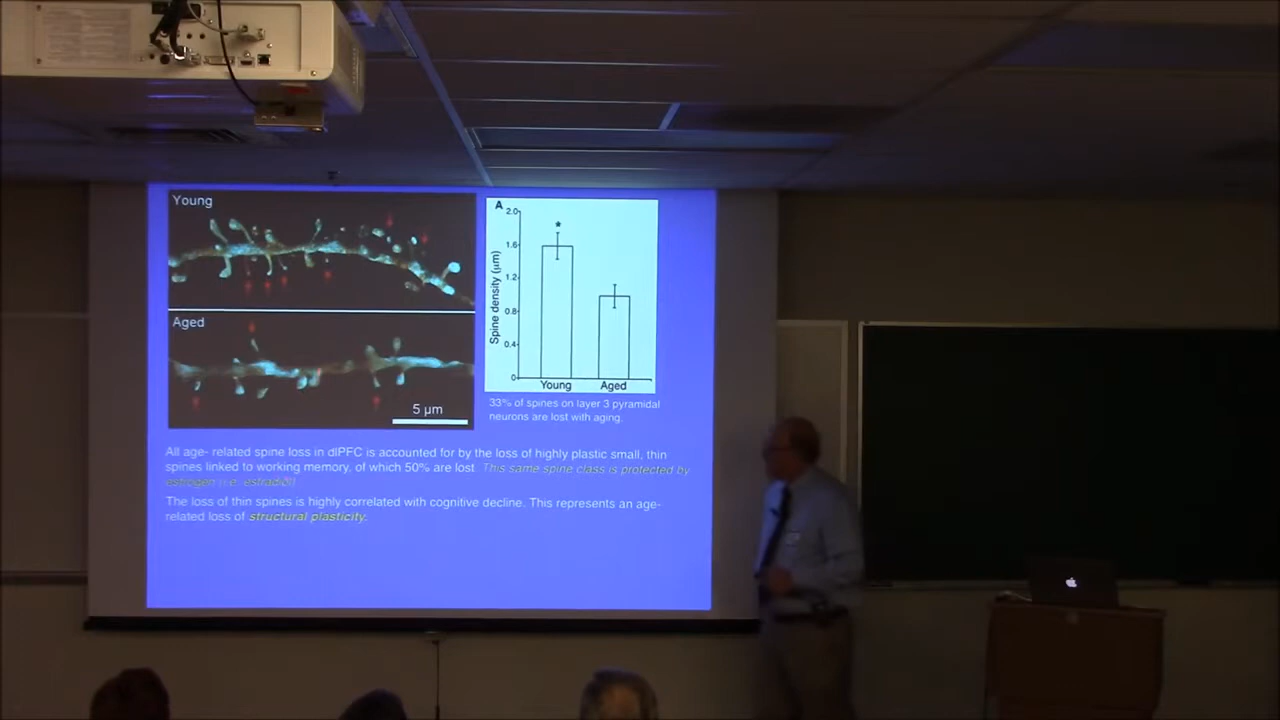 Young
Aged
5 µm
A
2.0
1.6
1.2
0.8
0.4
0
Spine density (µm)
*
Young
Aged
33% of spines on layer 3 pyramidal
neurons are lost with aging.
All age- related spine loss in dlPFC is accounted for by the loss of highly plastic small, thin
spines linked to working memory, of which 50% are lost. This same spine class is protected by
estrogen (i.e. estradiol)
The loss of thin spines is highly correlated with cognitive decline. This represents an age-
related loss of structural plasticity.